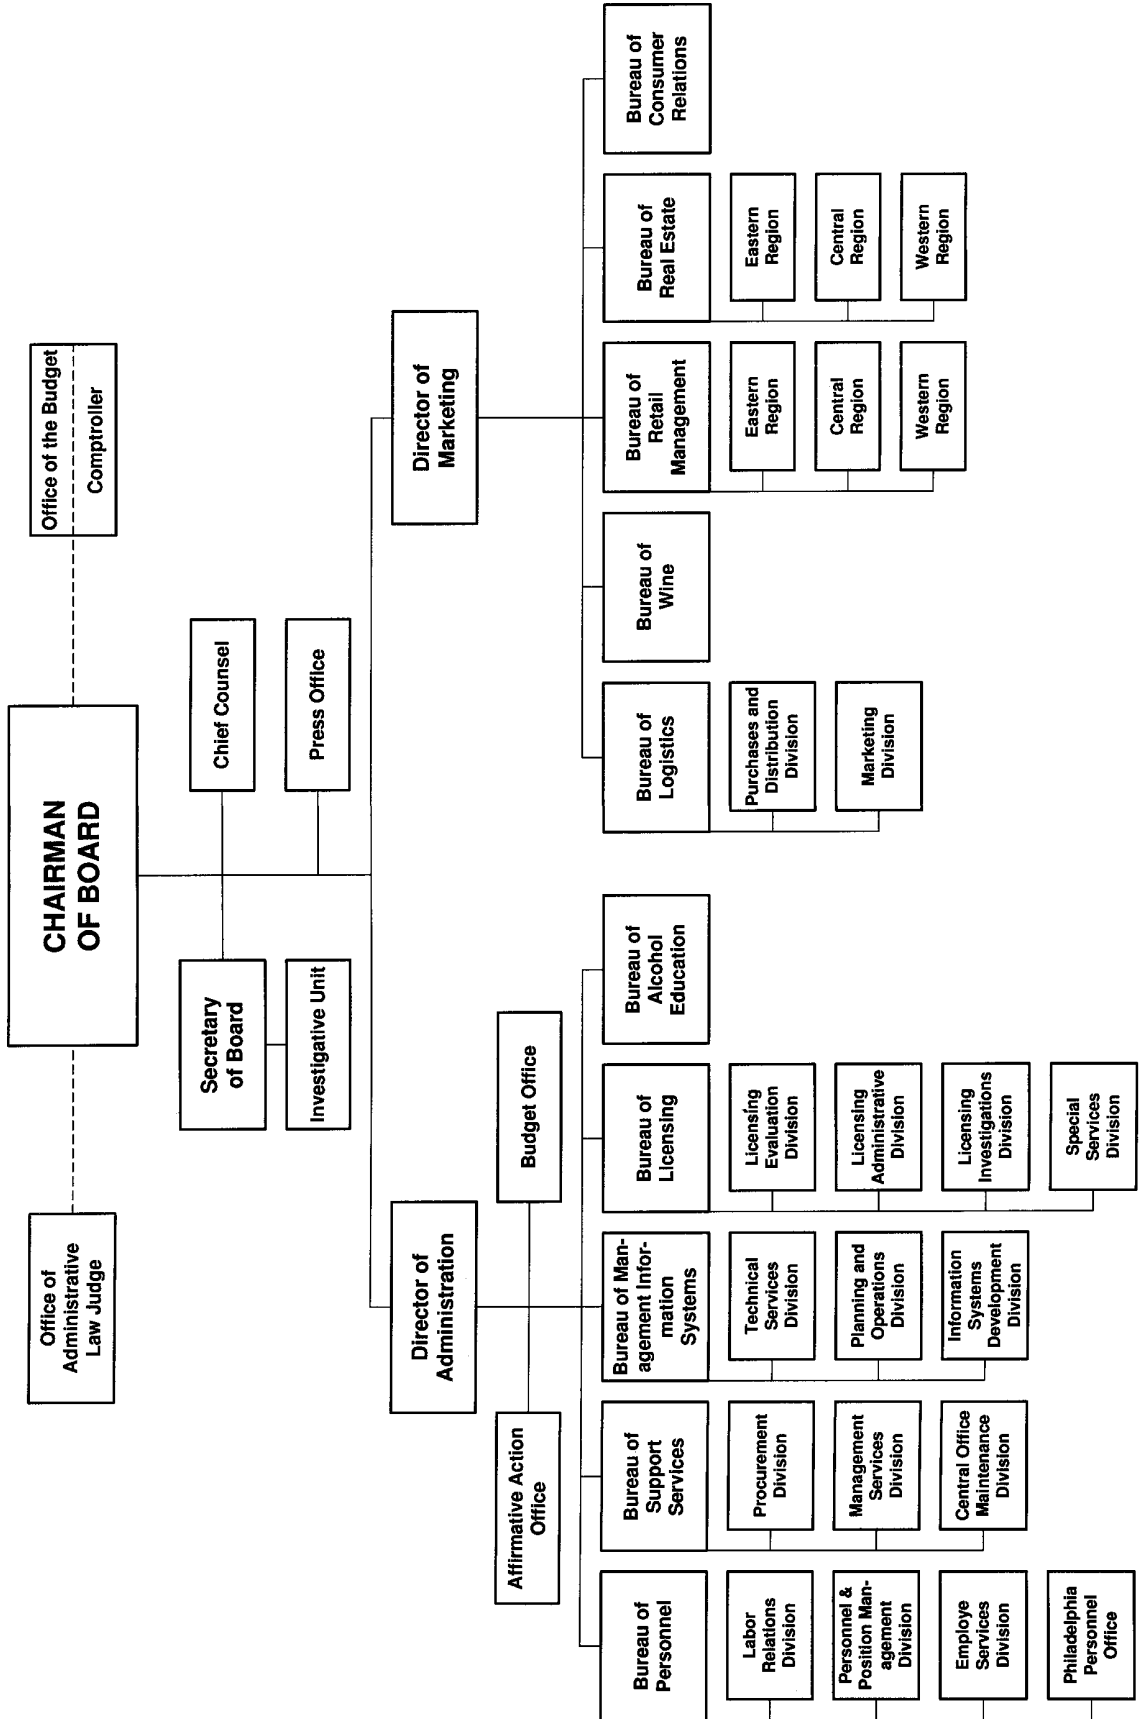 CHAIRMAN
OF BOARD
Office of
Administrative
Law Judge
Office of the Budget
Comptroller
Secretary
of Board
Chief Counsel
Investigative Unit
Press Office
Director of
Administration
Director of
Marketing
Affirmative Action
Office
Budget Office
Bureau of
Personnel
Labor
Relations
Division
Personnel &
Position Man-
agement
Division
Employe
Services
Division
Philadelphia
Personnel
Office
Bureau of
Support
Services
Procurement
Division
Management
Services
Division
Central Office
Maintenance
Division
Bureau of Man-
agement Infor-
mation
Systems
Technical
Services
Division
Planning and
Operations
Division
Information
Systems
Development
Division
Bureau of
Licensing
Licensing
Evaluation
Division
Licensing
Administrative
Division
Licensing
Investigations
Division
Special
Services
Division
Bureau of
Alcohol
Education
Bureau of
Logistics
Purchases and
Distribution
Division
Marketing
Division
Bureau of
Wine
Bureau of
Retail
Management
Eastern
Region
Central
Region
Western
Region
Bureau of
Real Estate
Eastern
Region
Central
Region
Western
Region
Bureau of
Consumer
Relations